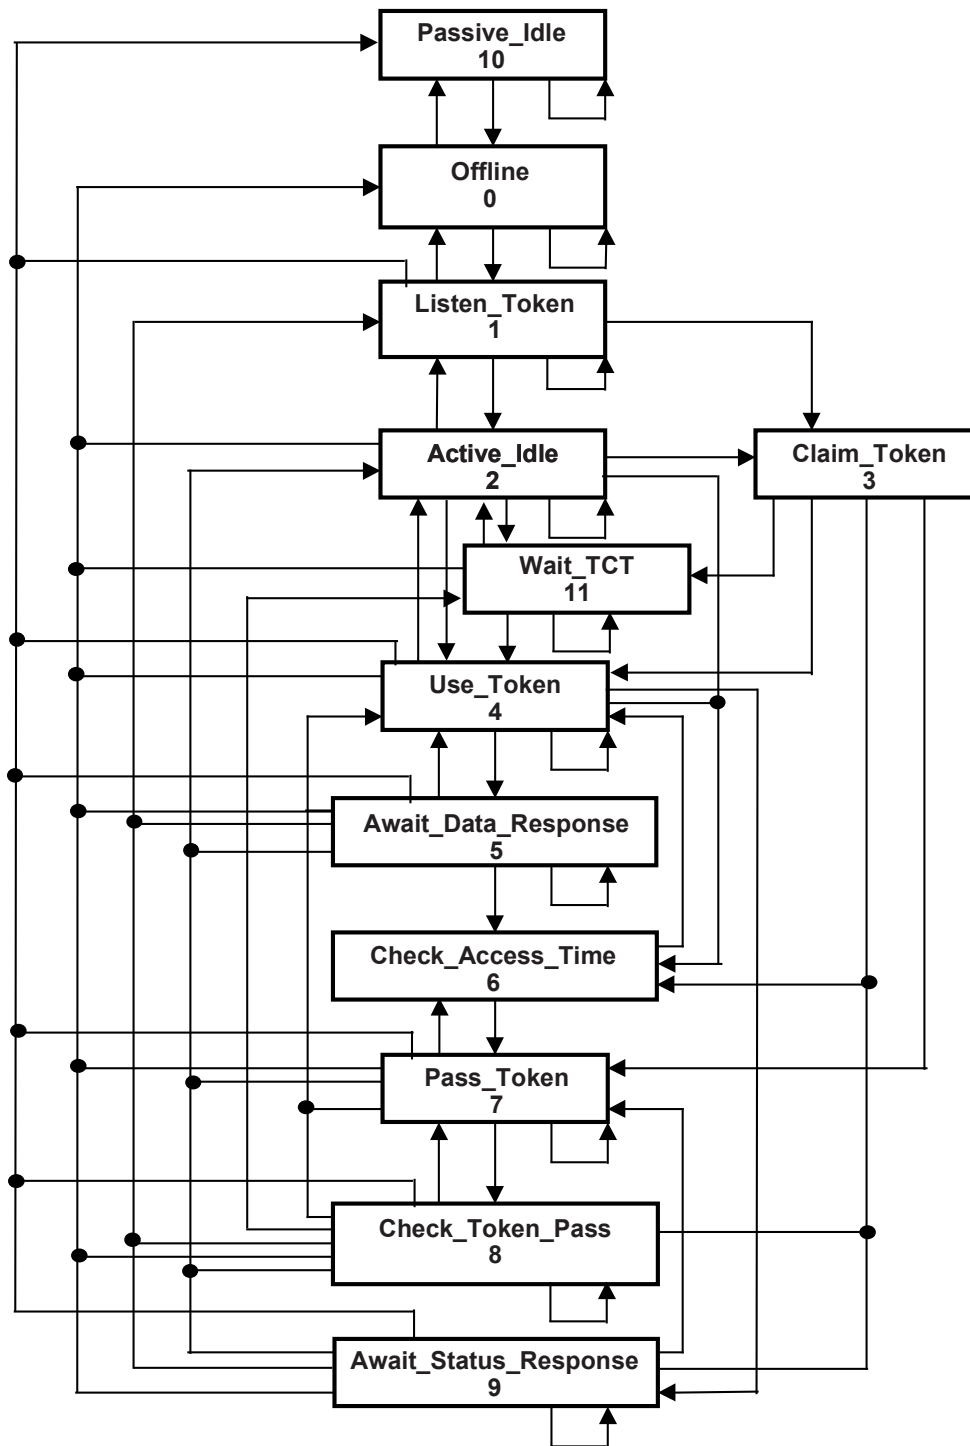 Passive_Idle
10
Offline
0
Listen_Token
1
Active_Idle
2
Claim_Token
3
Wait_TCT
11
Use_Token
4
Await_Data_Response
5
Check_Access_Time
6
Pass_Token
7
Check_Token_Pass
8
Await_Status_Response
9